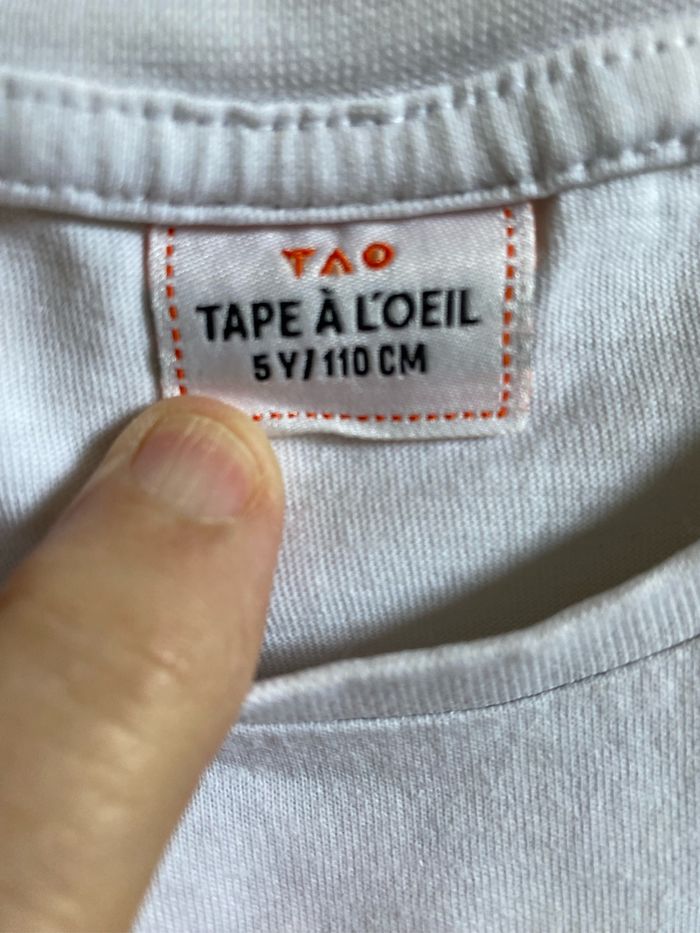 TAO
TAPE À L'OEIL
5 Y/110 CM